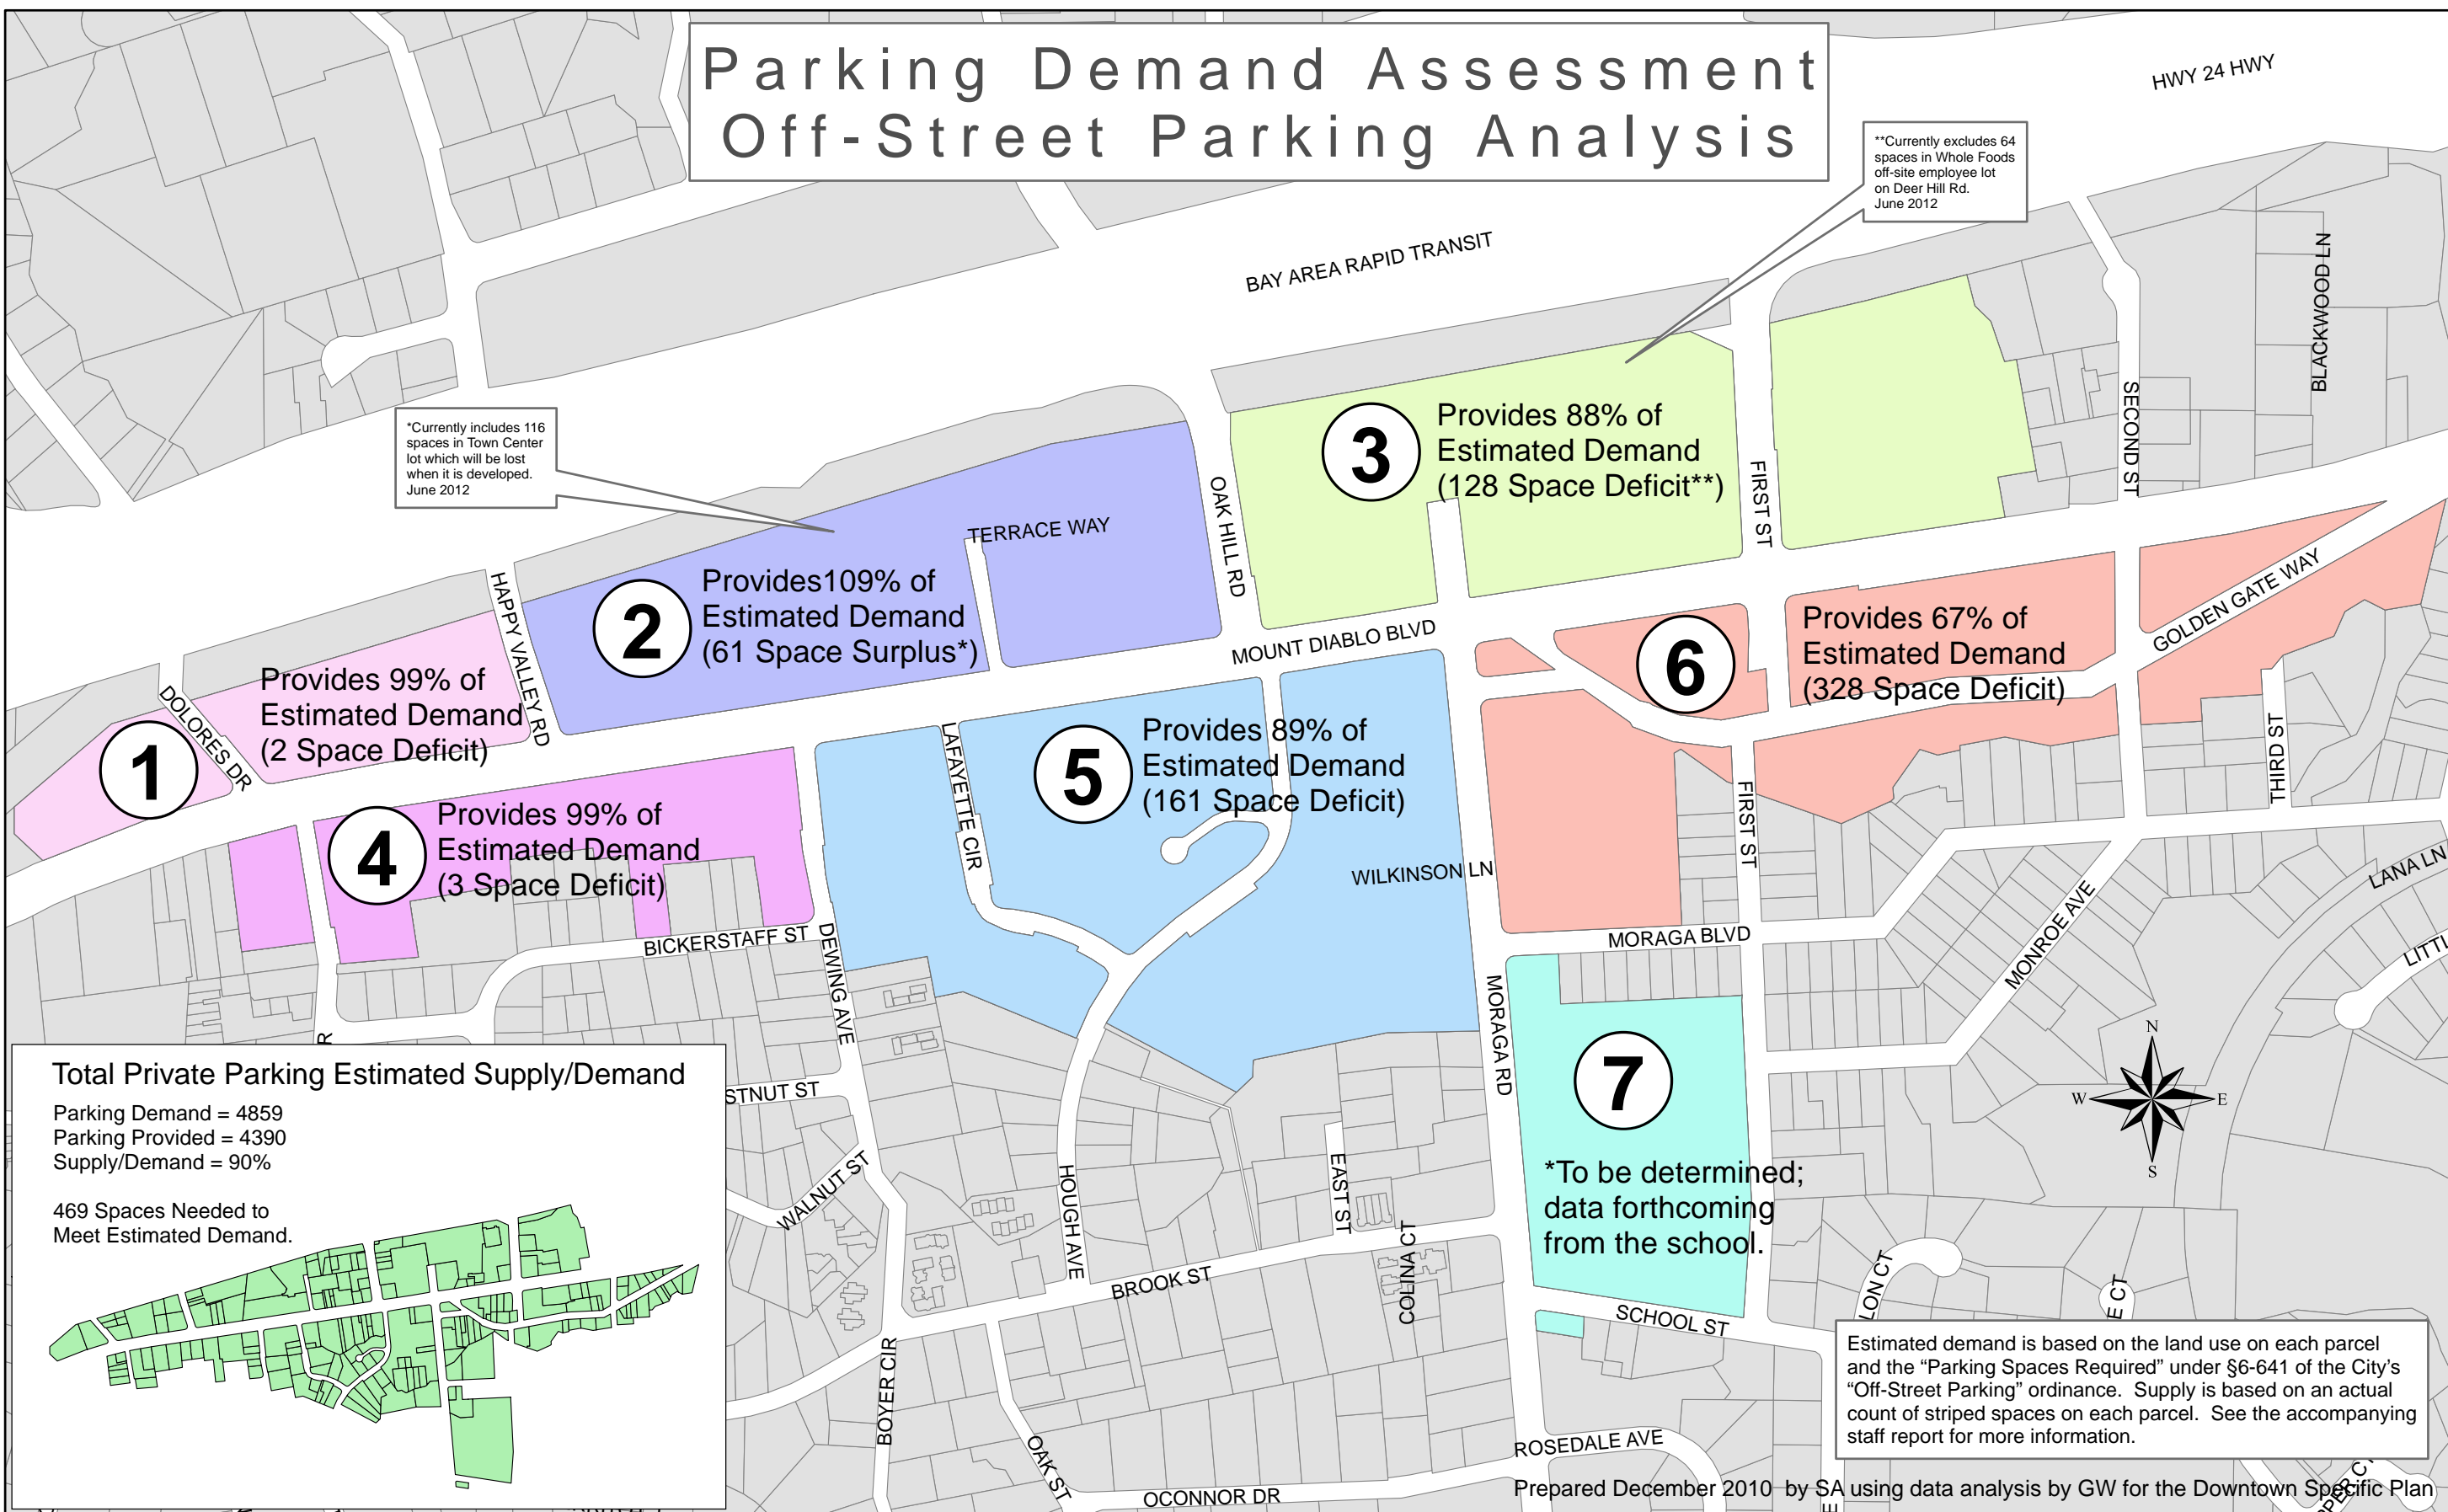 Parking Demand Assessment
Off-Street Parking Analysis
HWY 24 HWY
**Currently excludes 64
spaces in Whole Foods
off-site employee lot
on Deer Hill Rd.
June 2012
BAY AREA RAPID TRANSIT
BLACKWOOD LN
SECOND ST
*Currently includes 116
spaces in Town Center
lot which will be lost
when it is developed.
June 2012
3
Provides 88% of
Estimated Demand
(128 Space Deficit**)
FIRST ST
OAK HILL RD
TERRACE WAY
HAPPY VALLEY RD
2
Provides109% of
Estimated Demand
(61 Space Surplus*)
MOUNT DIABLO BLVD
GOLDEN GATE WAY
6
Provides 67% of
Estimated Demand
(328 Space Deficit)
DOLORES DR
1
Provides 99% of
Estimated Demand
(2 Space Deficit)
LAFAYETTE CIR
5
Provides 89% of
Estimated Demand
(161 Space Deficit)
THIRD ST
FIRST ST
4
Provides 99% of
Estimated Demand
(3 Space Deficit)
WILKINSON LN
LANA LN
BICKERSTAFF ST
DEWING AVE
MORAGA BLVD
MONROE AVE
LITTL
MORAGA RD
R
N
W
E
S
7
*To be determined;
data forthcoming
from the school.
Total Private Parking Estimated Supply/Demand
Parking Demand = 4859
Parking Provided = 4390
Supply/Demand = 90%
469 Spaces Needed to
Meet Estimated Demand.
STNUT ST
WALNUT ST
HOUGH AVE
EAST ST
COLINA CT
BROOK ST
SCHOOL ST
LON CT
E CT
BOYER CIR
OAK ST
OCONNOR DR
ROSEDALE AVE
Estimated demand is based on the land use on each parcel
and the “Parking Spaces Required” under §6-641 of the City’s
“Off-Street Parking” ordinance. Supply is based on an actual
count of striped spaces on each parcel. See the accompanying
staff report for more information.
Prepared December 2010 by SA using data analysis by GW for the Downtown Specific Plan